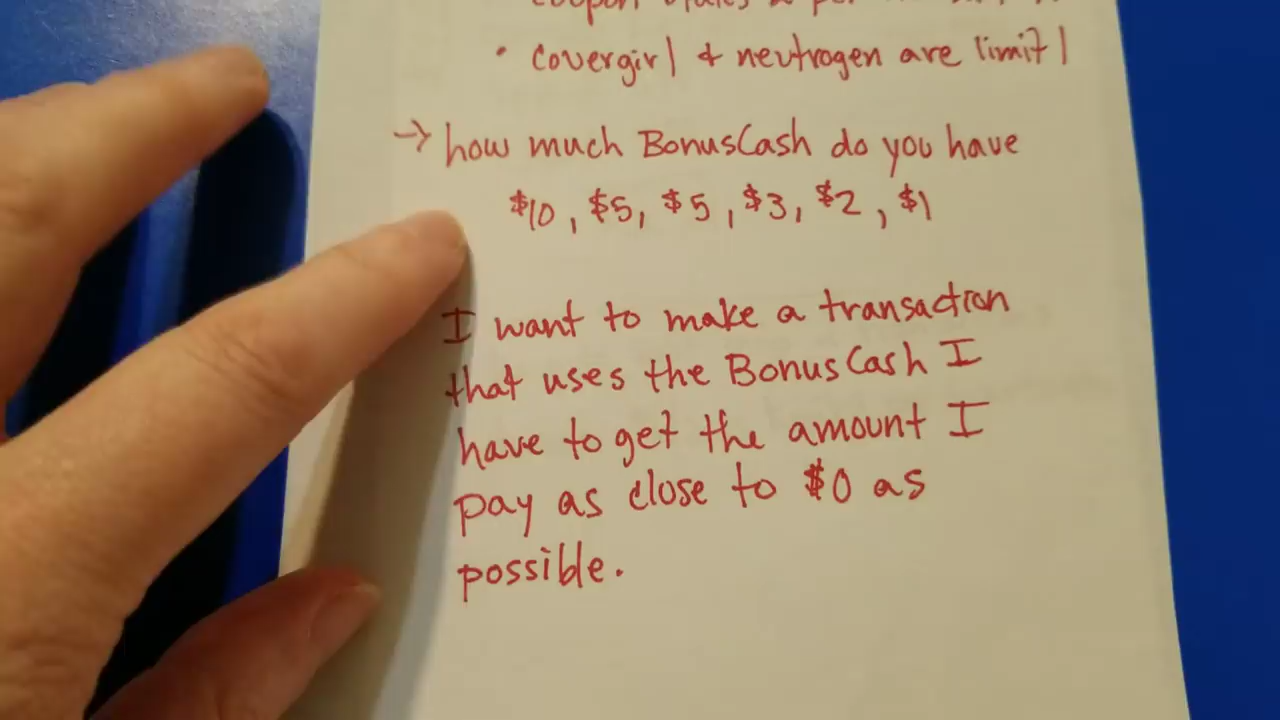 coupon
• covergirl & neutrogen are limit 1
→ how much BonusCash do you have
$10, $5, $5, $3, $2, $1
I want to make a transaction
that uses the BonusCash I
have to get the amount I
pay as close to $0 as
possible.